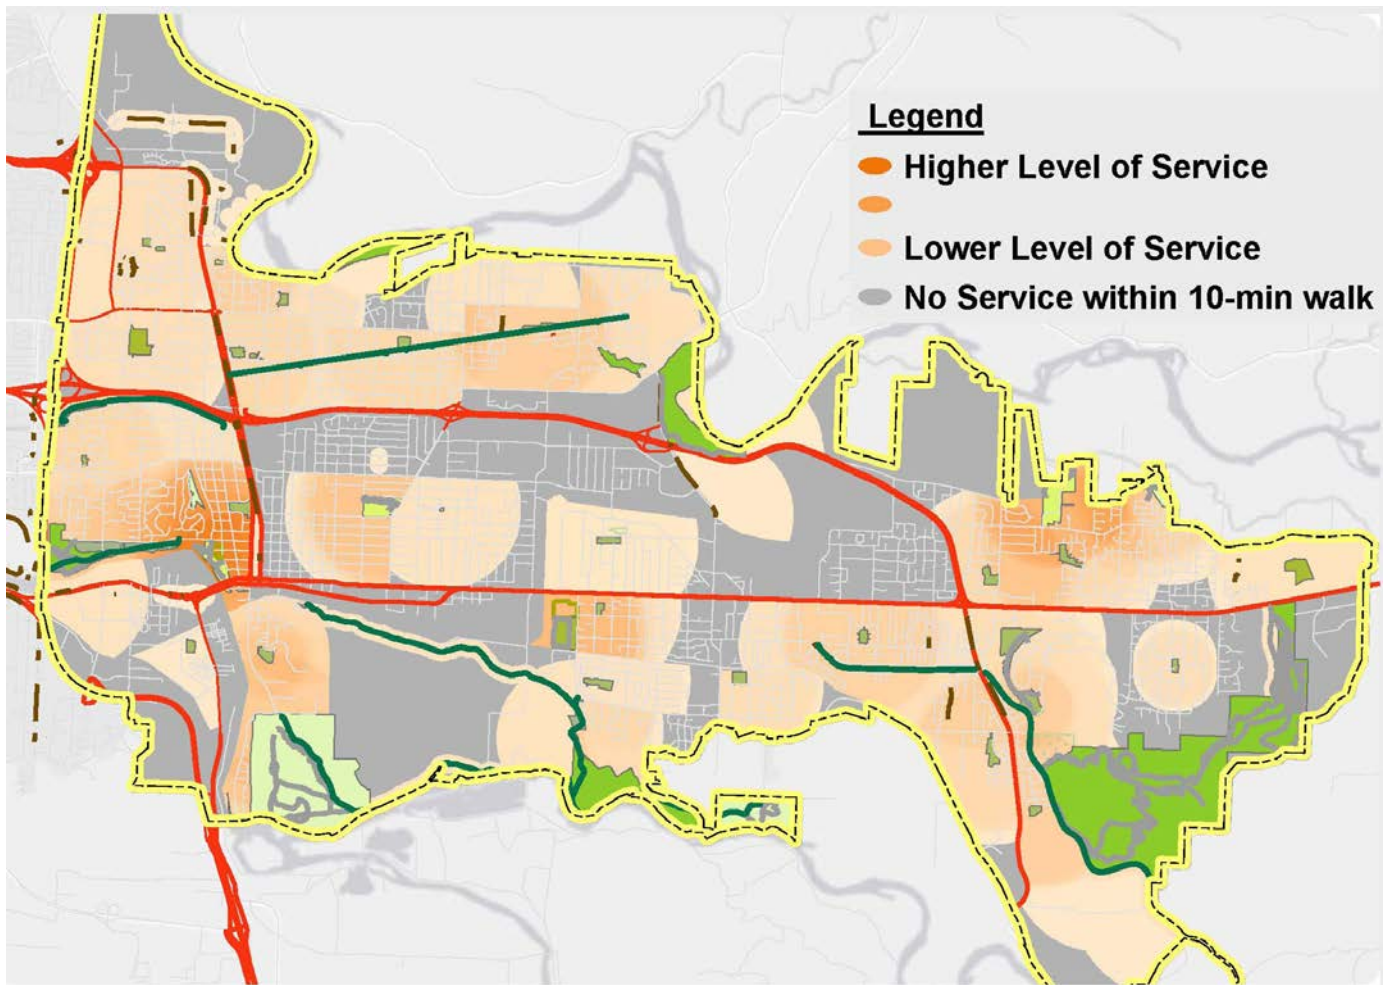 Legend
Higher Level of Service
Lower Level of Service
No Service within 10-min walk